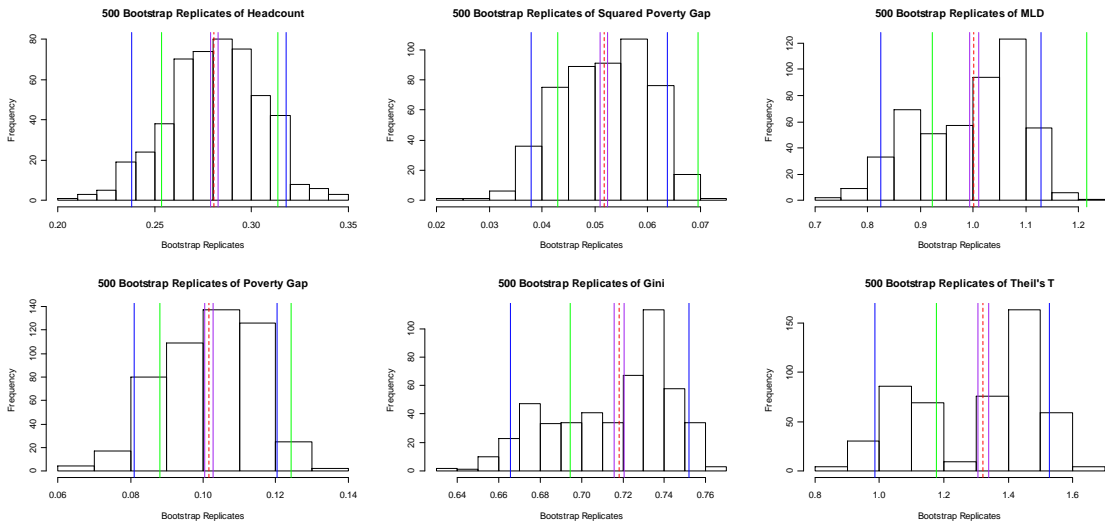 500 Bootstrap Replicates of Headcount
Frequency
0 20 40 60 80
0.20 0.25 0.30 0.35
Bootstrap Replicates
500 Bootstrap Replicates of Squared Poverty Gap
Frequency
0 20 40 60 80 100
0.02 0.03 0.04 0.05 0.06 0.07
Bootstrap Replicates
500 Bootstrap Replicates of MLD
Frequency
0 20 40 60 80 100 120
0.7 0.8 0.9 1.0 1.1 1.2
Bootstrap Replicates
500 Bootstrap Replicates of Poverty Gap
Frequency
0 20 40 60 80 100 120 140
0.06 0.08 0.10 0.12 0.14
Bootstrap Replicates
500 Bootstrap Replicates of Gini
Frequency
0 20 40 60 80 100
0.64 0.66 0.68 0.70 0.72 0.74 0.76
Bootstrap Replicates
500 Bootstrap Replicates of Theil's T
Frequency
0 50 100 150
0.8 1.0 1.2 1.4 1.6
Bootstrap Replicates